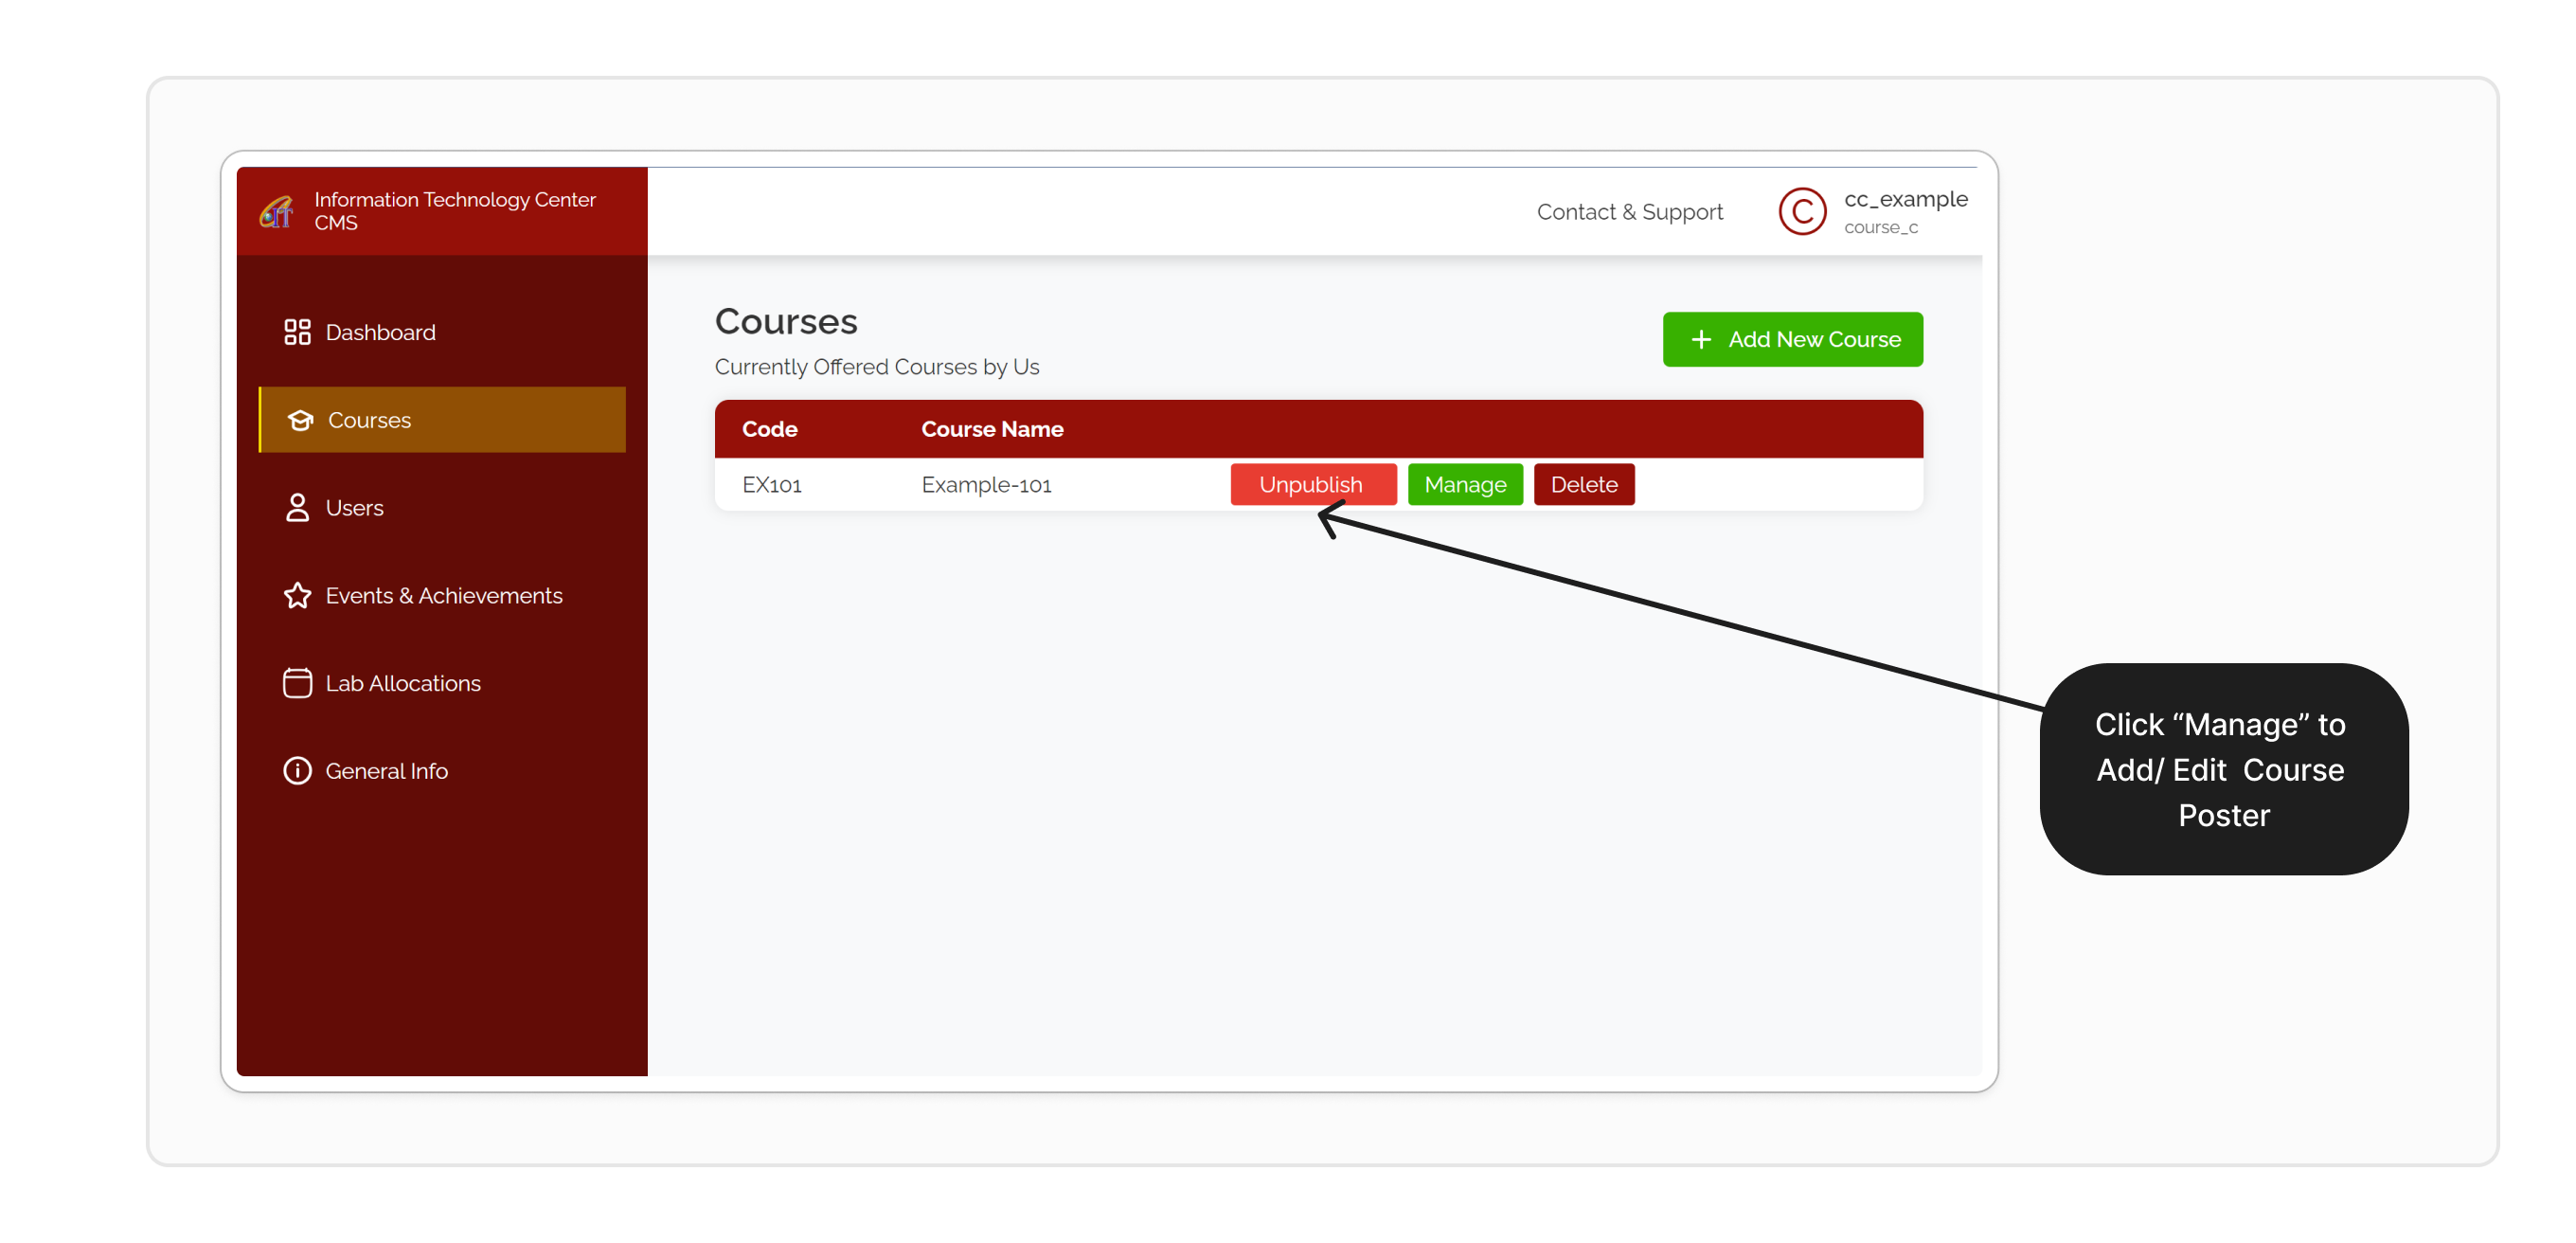 Information Technology Center
CMS
Contact & Support
C
cc_example
course_c
Dashboard
Courses
Users
Events & Achievements
Lab Allocations
General Info
Courses
Currently Offered Courses by Us
+ Add New Course
Code Course Name
EX101 Example-101 Unpublish Manage Delete
Click “Manage” to
Add/ Edit Course
Poster